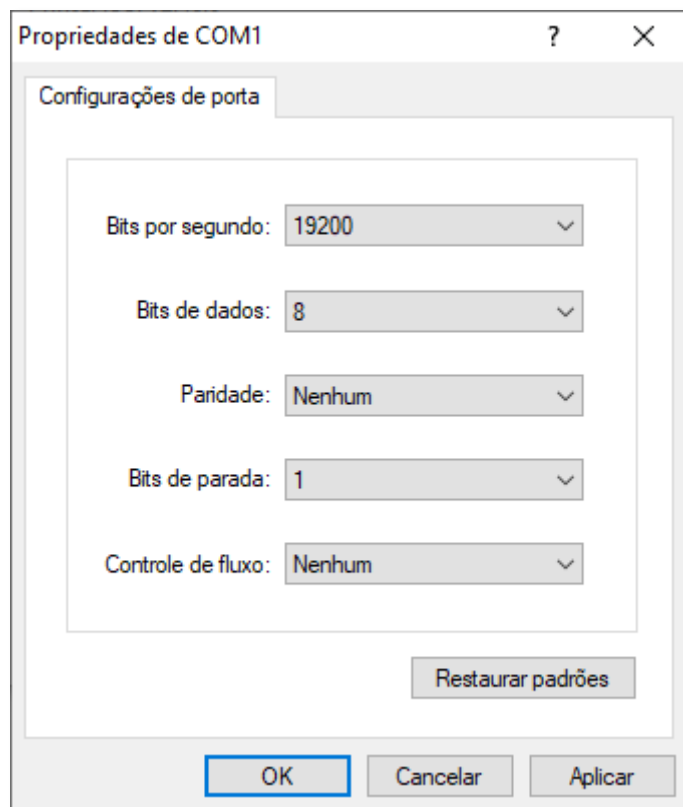 Propriedades de COM1 ?
Configurações de porta
Bits por segundo: 19200
Bits de dados: 8
Paridade: Nenhum
Bits de parada: 1
Controle de fluxo: Nenhum
Restaurar padrões
OK Cancelar Aplicar